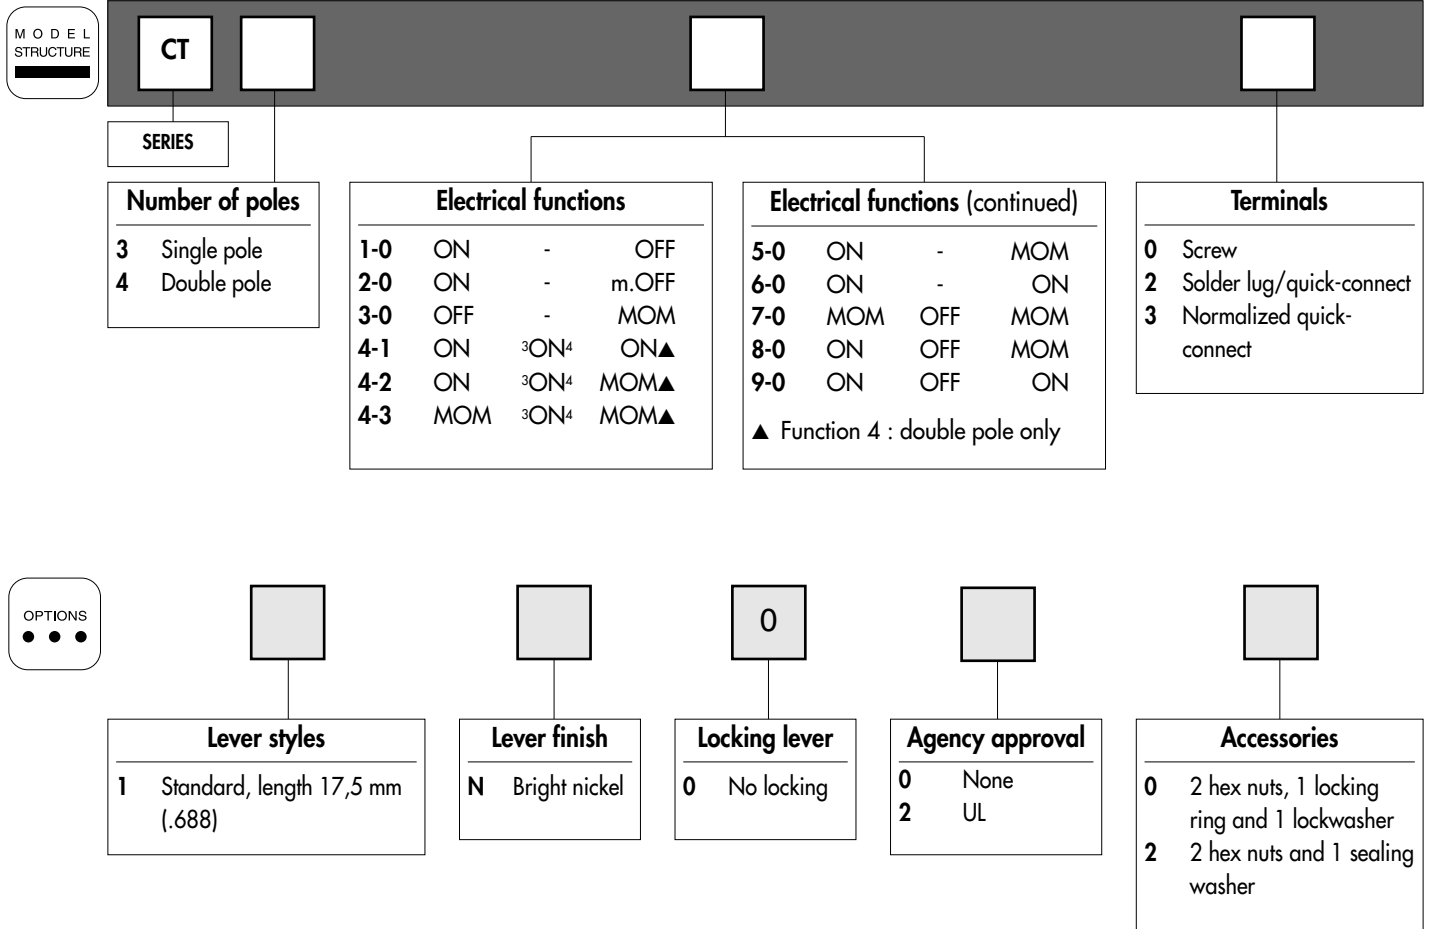 MODEL
STRUCTURE
CT
SERIES
Number of poles
3 Single pole
4 Double pole
Electrical functions
1-0 ON - OFF
2-0 ON - m.OFF
3-0 OFF - MOM
4-1 ON ³ON⁴ ON▲
4-2 ON ³ON⁴ MOM▲
4-3 MOM ³ON⁴ MOM▲
Electrical functions (continued)
5-0 ON - MOM
6-0 ON - ON
7-0 MOM OFF MOM
8-0 ON OFF MOM
9-0 ON OFF ON
▲ Function 4 : double pole only
Terminals
0 Screw
2 Solder lug/quick-connect
3 Normalized quick-
connect
OPTIONS
0
Lever styles
1 Standard, length 17,5 mm
(.688)
Lever finish
N Bright nickel
Locking lever
0 No locking
Agency approval
0 None
2 UL
Accessories
0 2 hex nuts, 1 locking
ring and 1 lockwasher
2 2 hex nuts and 1 sealing
washer